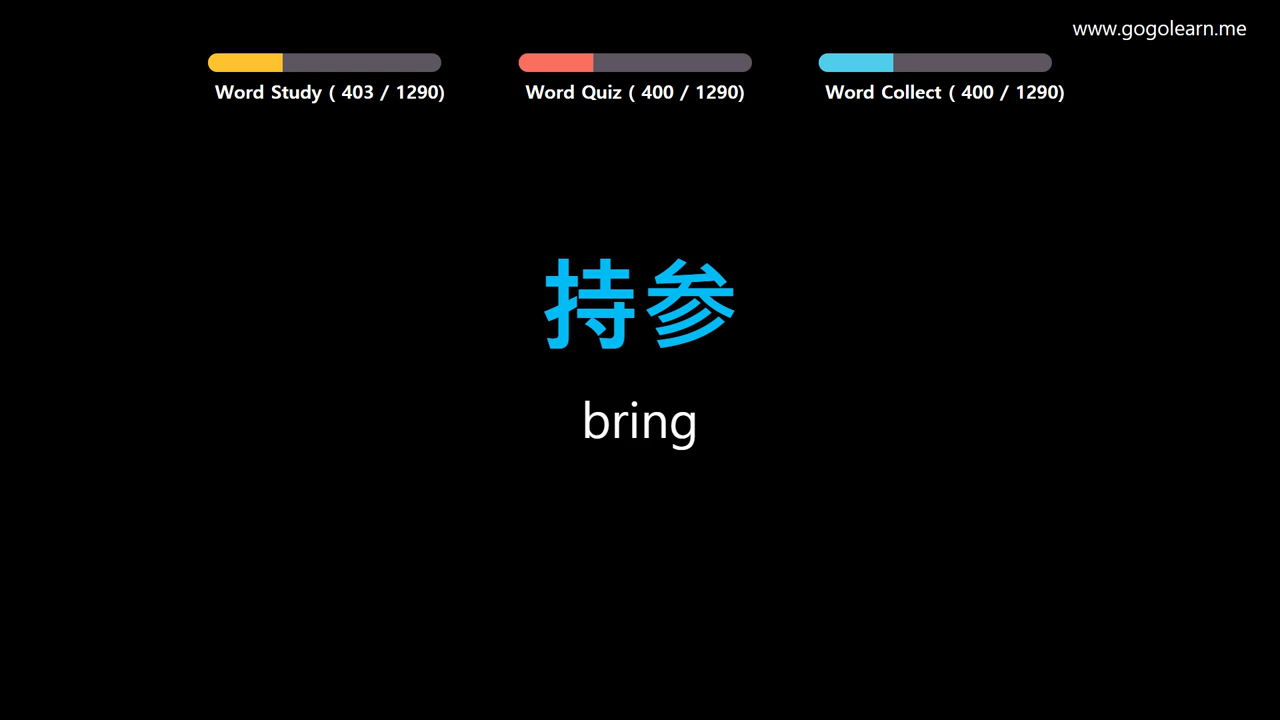 www.gogolearn.me
Word Study ( 403 / 1290)
Word Quiz ( 400 / 1290)
Word Collect ( 400 / 1290)
持参
bring